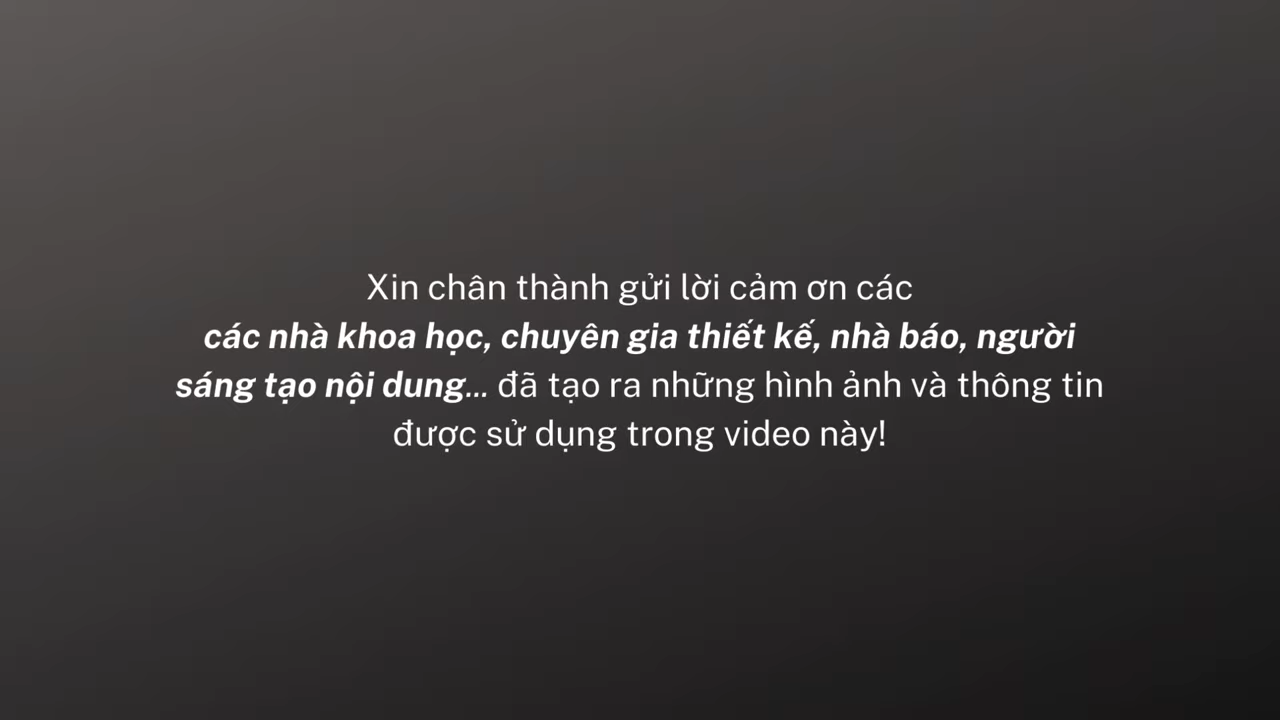 Xin chân thành gửi lời cảm ơn các
các nhà khoa học, chuyên gia thiết kế, nhà báo, người
sáng tạo nội dung... đã tạo ra những hình ảnh và thông tin
được sử dụng trong video này!